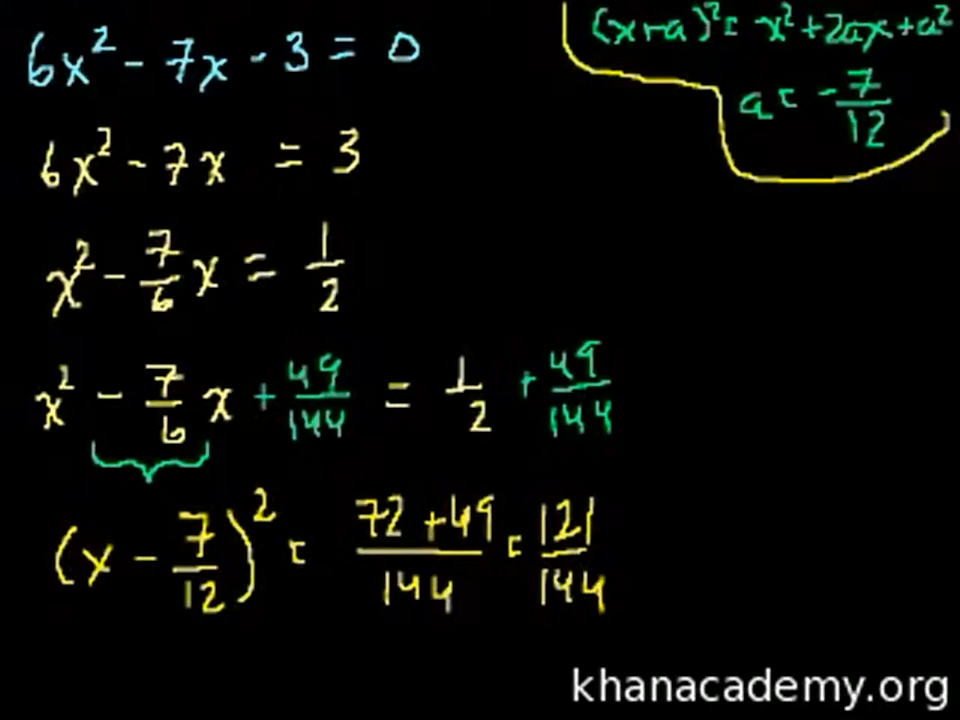 6x² - 7x - 3 = 0
(x+a)² = x² + 2ax + a²
a = - 7/12
6x² - 7x = 3
x² - 7/6 x = 1/2
x² - 7/6 x + 49/144 = 1/2 + 49/144
(x - 7/12)² = 72 + 49/144 = 121/144
khanacademy.org